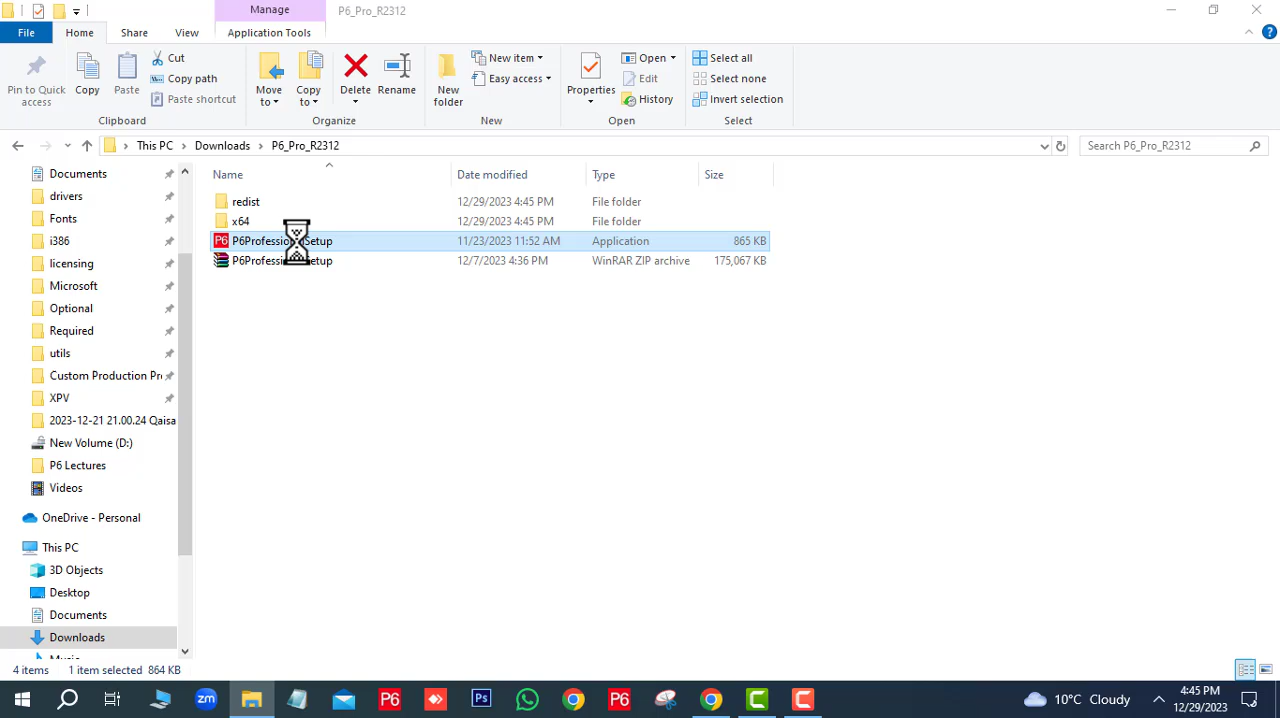 Manage
P6_Pro_R2312
File
Home
Share
View
Application Tools
Pin to Quick access
Copy
Paste
Cut
Copy path
Paste shortcut
Clipboard
Move to
Copy to
Delete
Rename
Organize
New folder
New item
Easy access
New
Properties
Open
Edit
History
Open
Select all
Select none
Invert selection
Select
This PC > Downloads > P6_Pro_R2312
Search P6_Pro_R2312
Name Date modified Type Size
redist 12/29/2023 4:45 PM File folder
x64 12/29/2023 4:45 PM File folder
11/23/2023 11:52 AM Application 865 KB
12/7/2023 4:36 PM WinRAR ZIP archive 175,067 KB
Documents
drivers
Fonts
i386
licensing
Microsoft
Optional
Required
utils
Custom Production Pr
XPV
2023-12-21 21.00.24 Qaisa
New Volume (D:)
P6 Lectures
Videos
OneDrive - Personal
This PC
3D Objects
Desktop
Documents
Downloads
4 items 1 item selected 864 KB
zm
P6
Ps
P6
10°C Cloudy
4:45 PM
12/29/2023